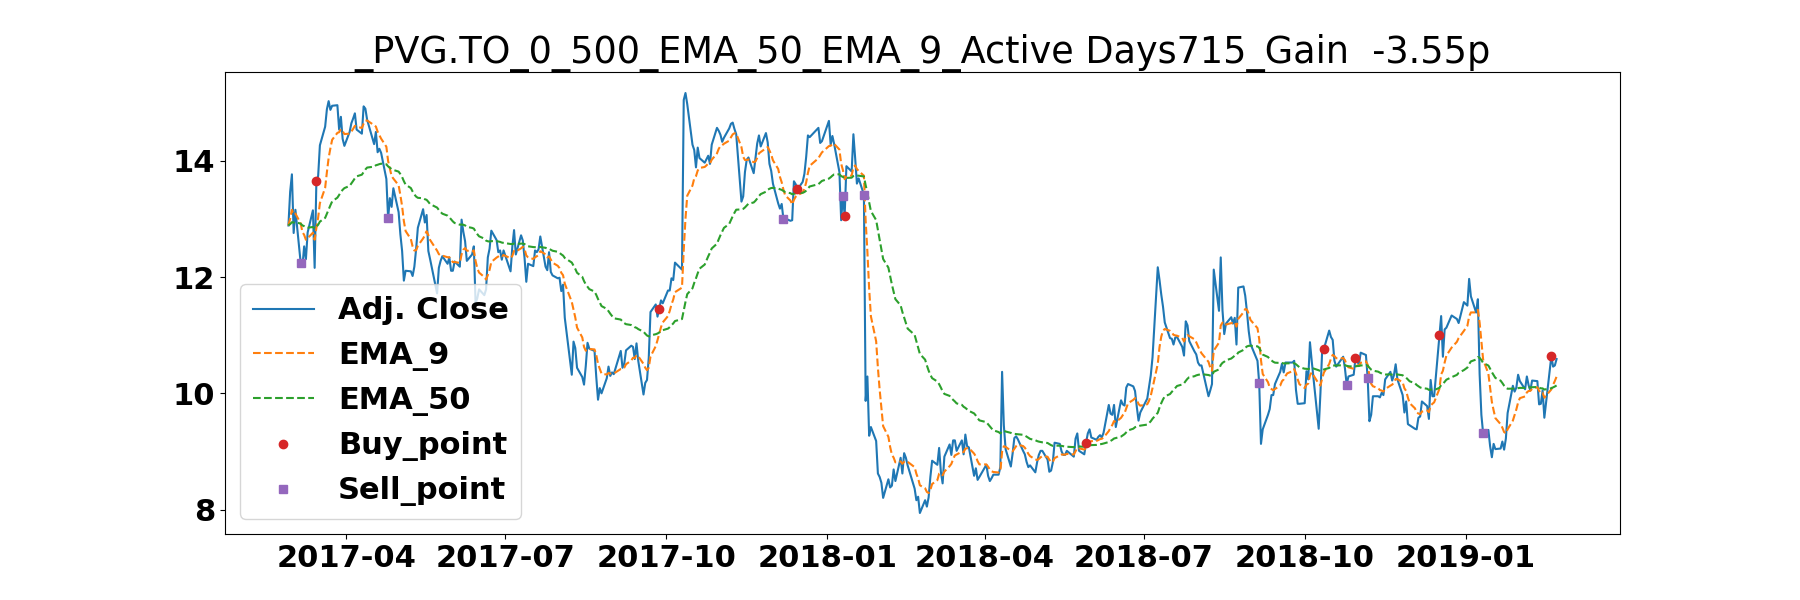 _PVG.TO_0_500_EMA_50_EMA_9_Active Days715_Gain  -3.55p
14
12
10
8
Adj. Close
EMA_9
EMA_50
Buy_point
Sell_point
2017-04 2017-07 2017-10 2018-01 2018-04 2018-07 2018-10 2019-01